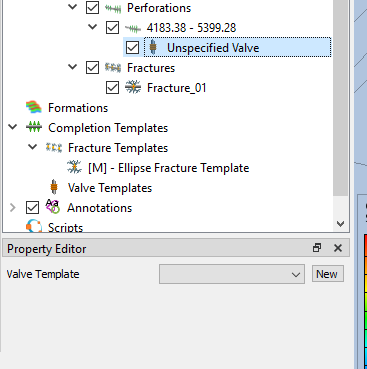 Perforations
4183.38 - 5399.28
Unspecified Valve
Fractures
Fracture_01
Formations
Completion Templates
Fracture Templates
[M] - Ellipse Fracture Template
Valve Templates
Annotations
Scripts
Property Editor
Valve Template
New